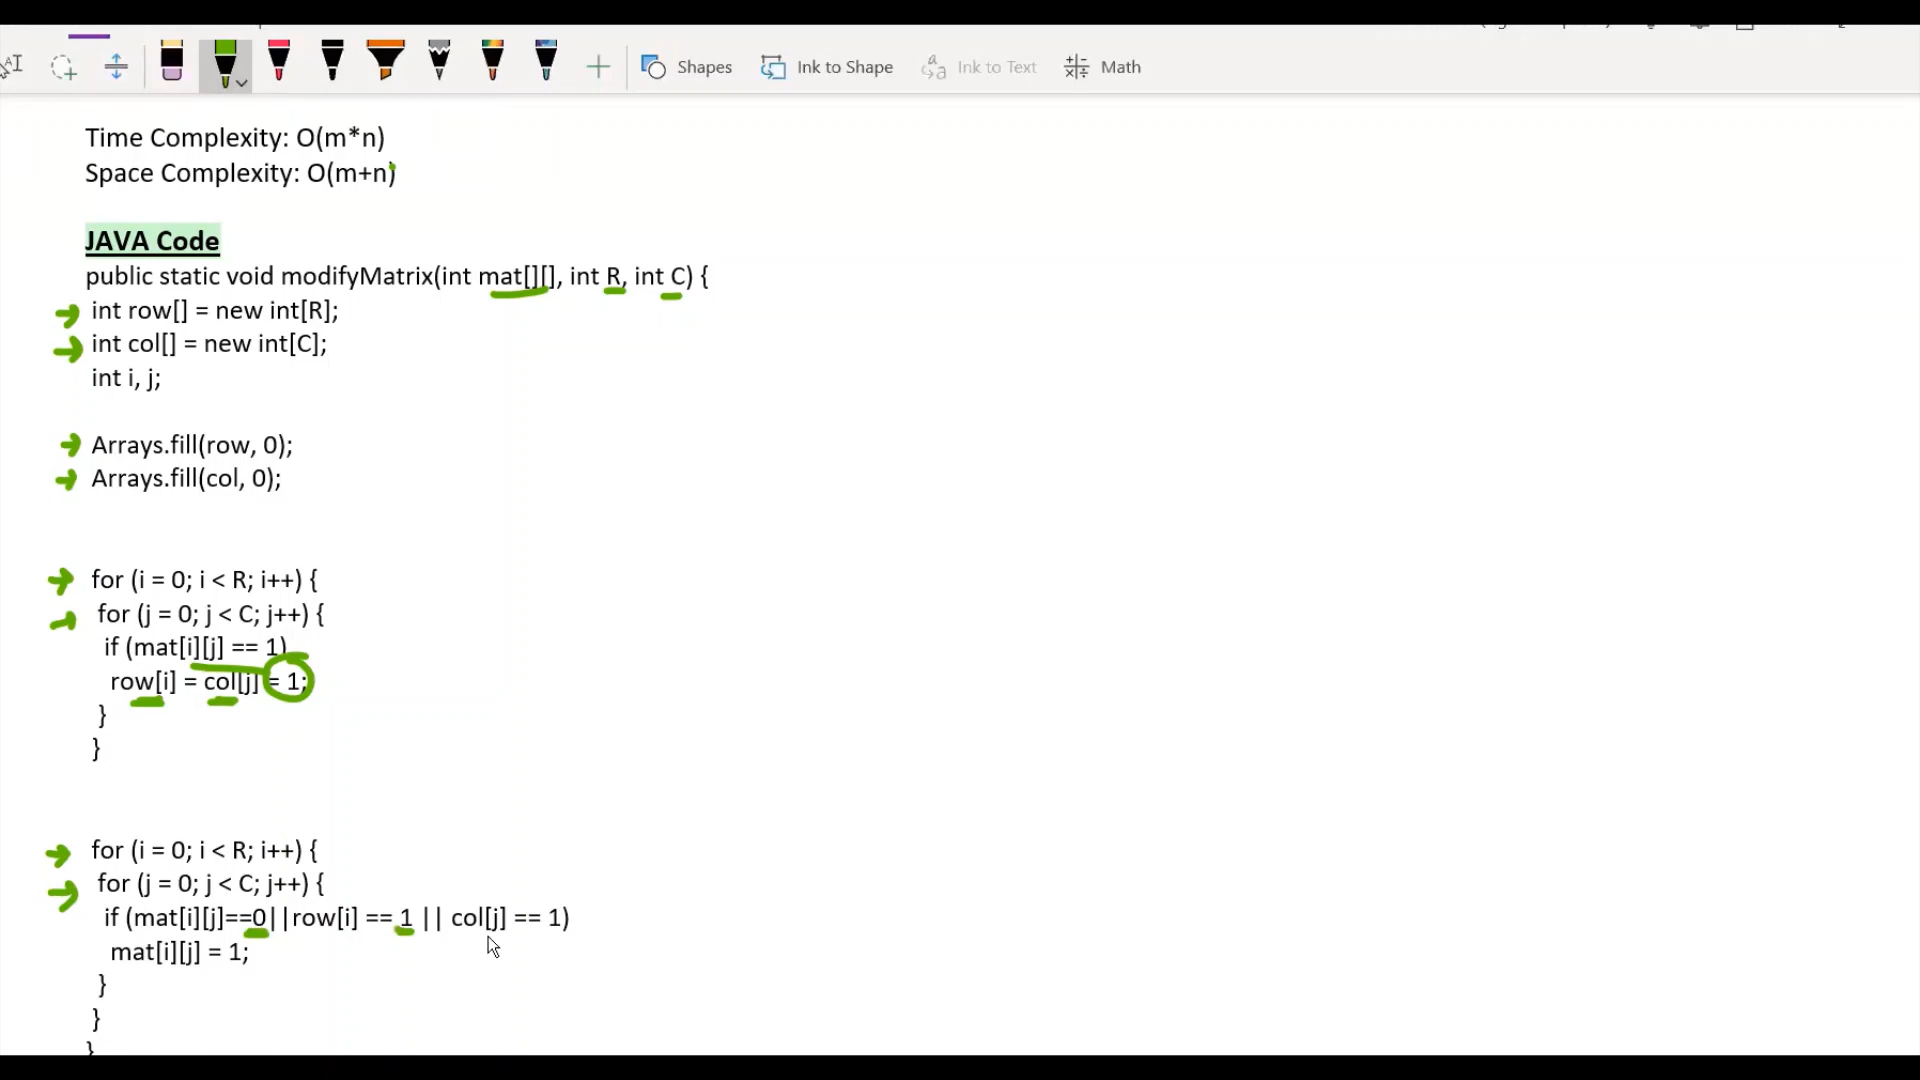 Shapes Ink to Shape Ink to Text Math
Time Complexity: O(m*n)
Space Complexity: O(m+n)
JAVA Code
public static void modifyMatrix(int mat[][], int R, int C) {
int row[] = new int[R];
int col[] = new int[C];
int i, j;
Arrays.fill(row, 0);
Arrays.fill(col, 0);
for (i = 0; i < R; i++) {
for (j = 0; j < C; j++) {
if (mat[i][j] == 1)
row[i] = col[j] = 1;
}
}
for (i = 0; i < R; i++) {
for (j = 0; j < C; j++) {
if (mat[i][j]==0||row[i] == 1 || col[j] == 1)
mat[i][j] = 1;
}
}
}